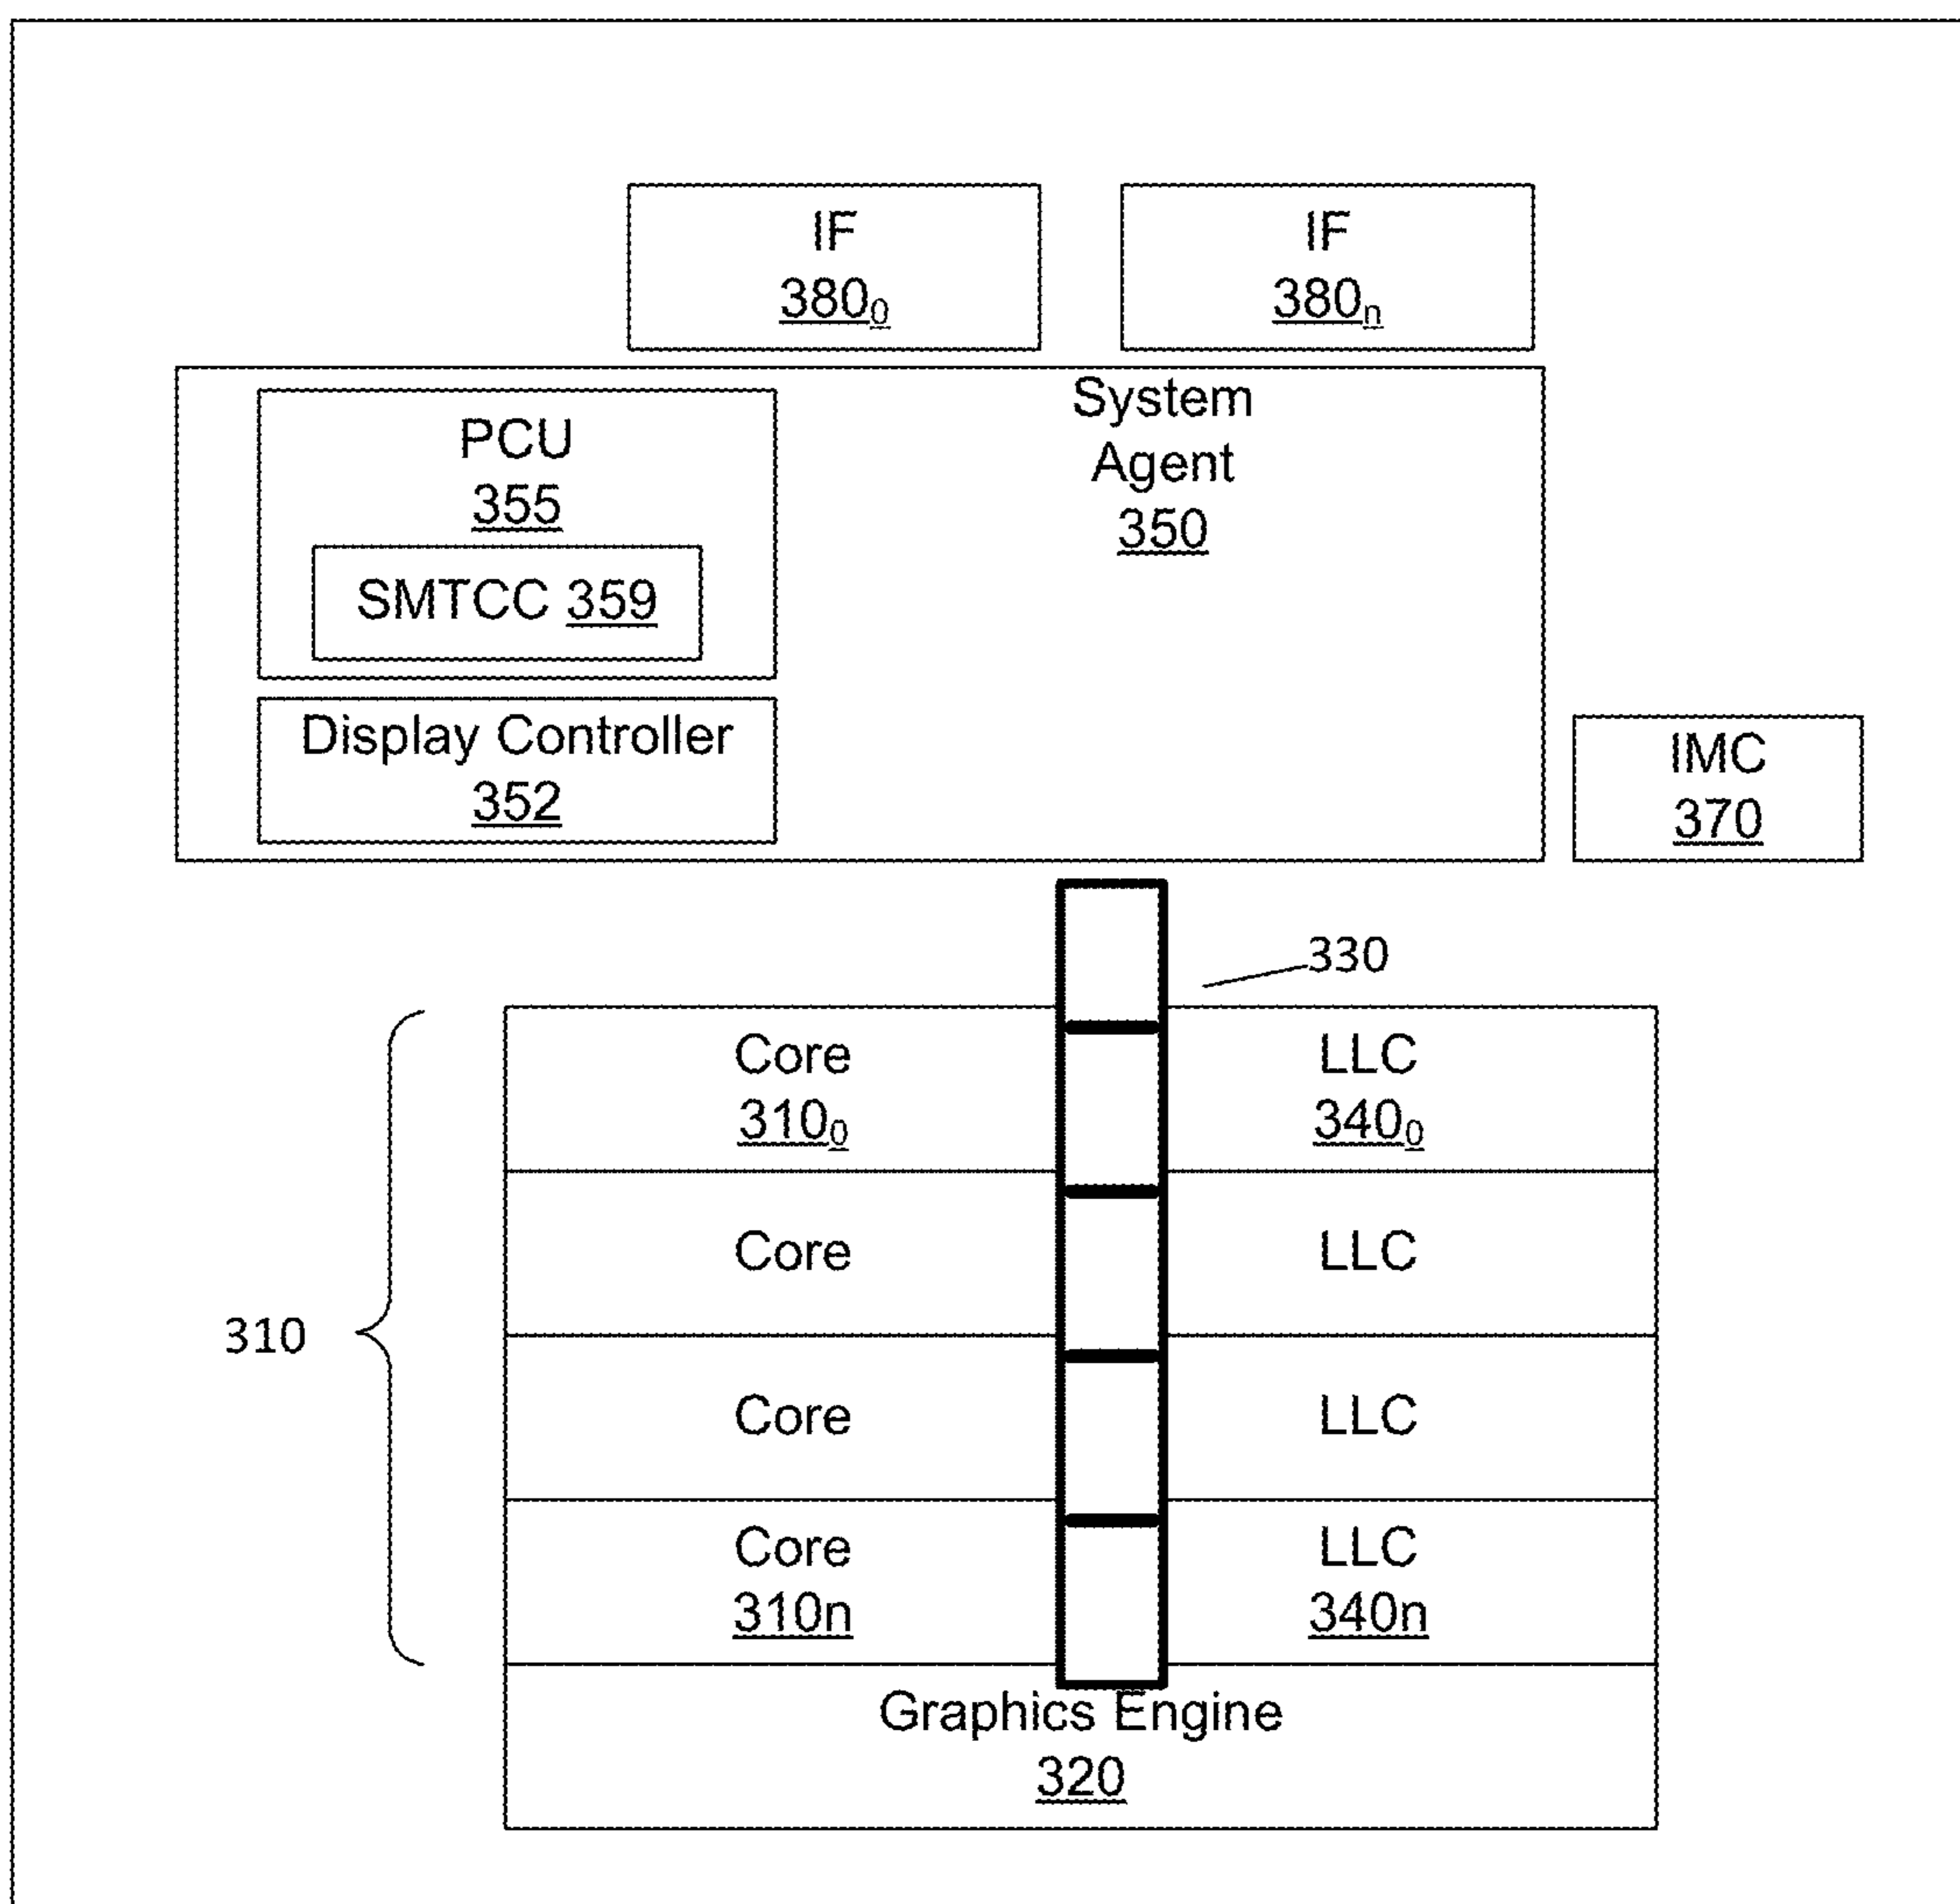 IF
380₀
IF
380ₙ
System
Agent
350
PCU
355
SMTCC 359
Display Controller
352
IMC
370
330
Core
310₀
LLC
340₀
Core
LLC
310
Core
LLC
Core
310n
LLC
340n
Graphics Engine
320